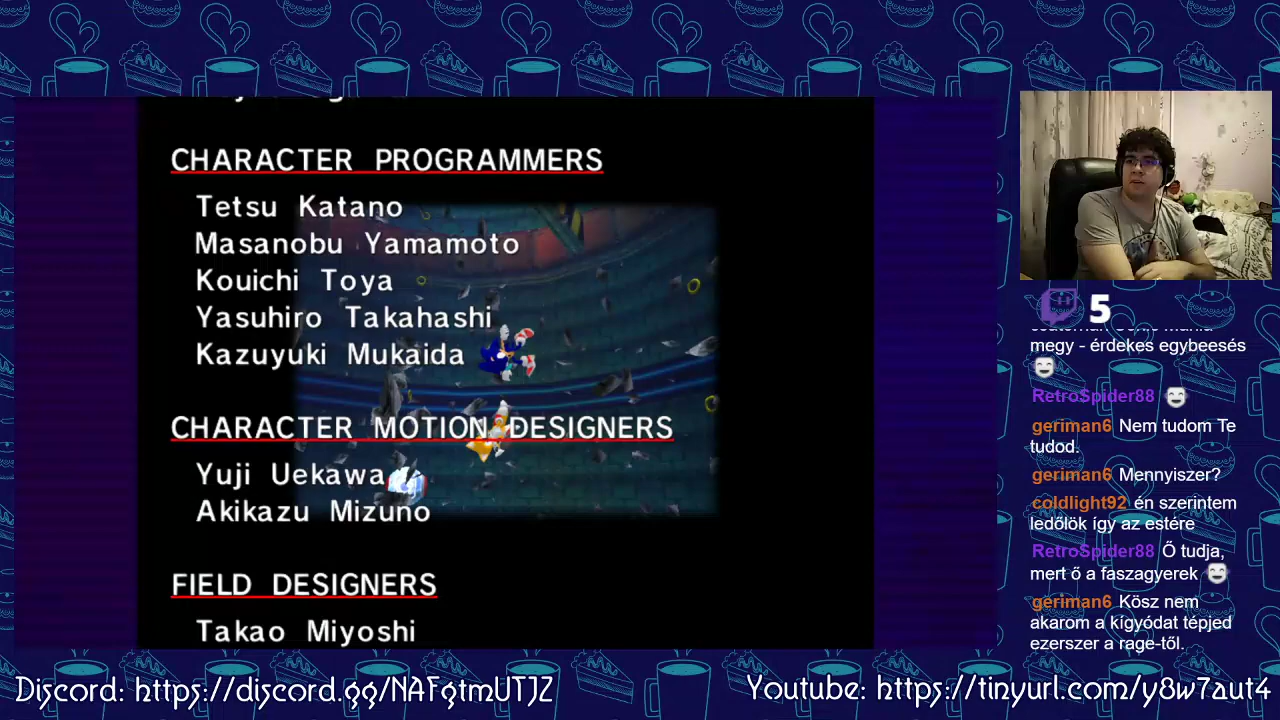 CHARACTER PROGRAMMERS
Tetsu Katano
Masanobu Yamamoto
Kouichi Toya
Yasuhiro Takahashi
Kazuyuki Mukaida
CHARACTER MOTION DESIGNERS
Yuji Uekawa
Akikazu Mizuno
FIELD DESIGNERS
Takao Miyoshi
5
megy - érdekes egybeesés
RetroSpider88
geriman6 Nem tudom Te
tudod.
geriman6 Mennyiszer?
coldlight92 én szerintem
ledőlök így az estére
RetroSpider88 Ő tudja,
mert ő a faszagyerek
geriman6 Kösz nem
akarom a kígyódat tépjed
ezerszer a rage-től.
Discord: https://discord.gg/NAFgtmUTJZ
Youtube: https://tinyurl.com/y8w7aut4